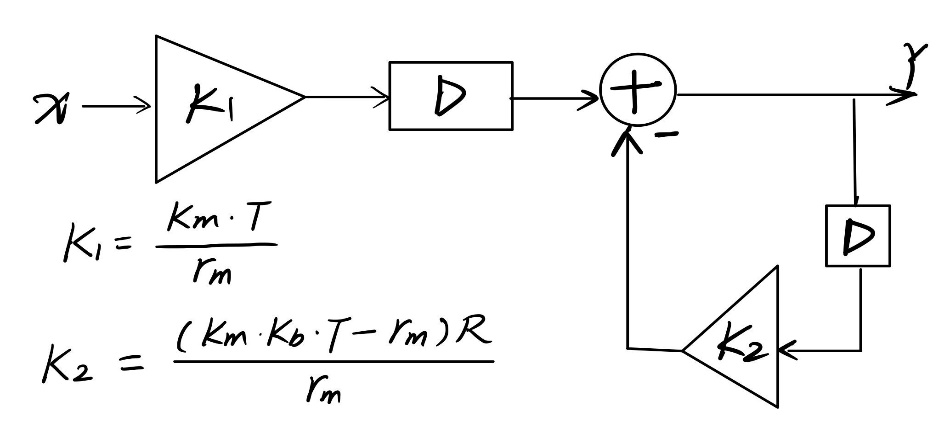 x K₁ D + Y
−
D
K₁ = Km · T / rm
K₂
K₂ = (Km · Kb · T − rm) R / rm